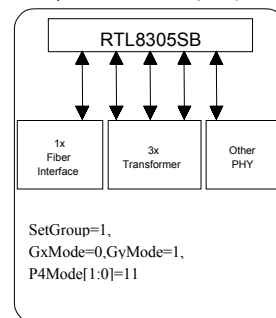 RTL8305SB
1x
Fiber
Interface
3x
Transformer
Other
PHY
SetGroup=1,
GxMode=0,GyMode=1,
P4Mode[1:0]=11